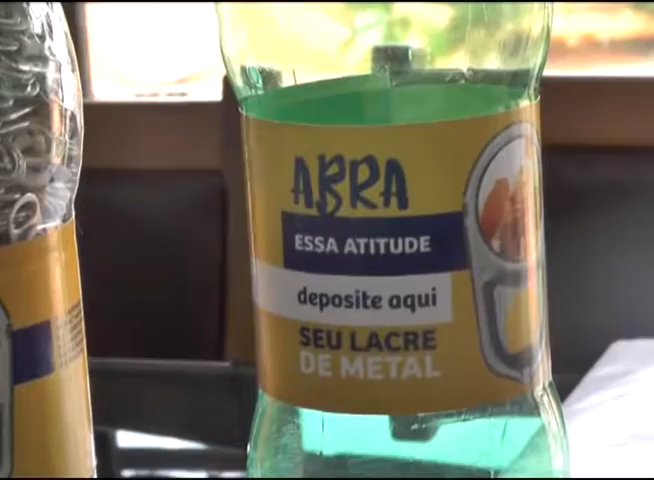 ABRA
ESSA ATITUDE
deposite aqui
SEU LACRE
DE METAL